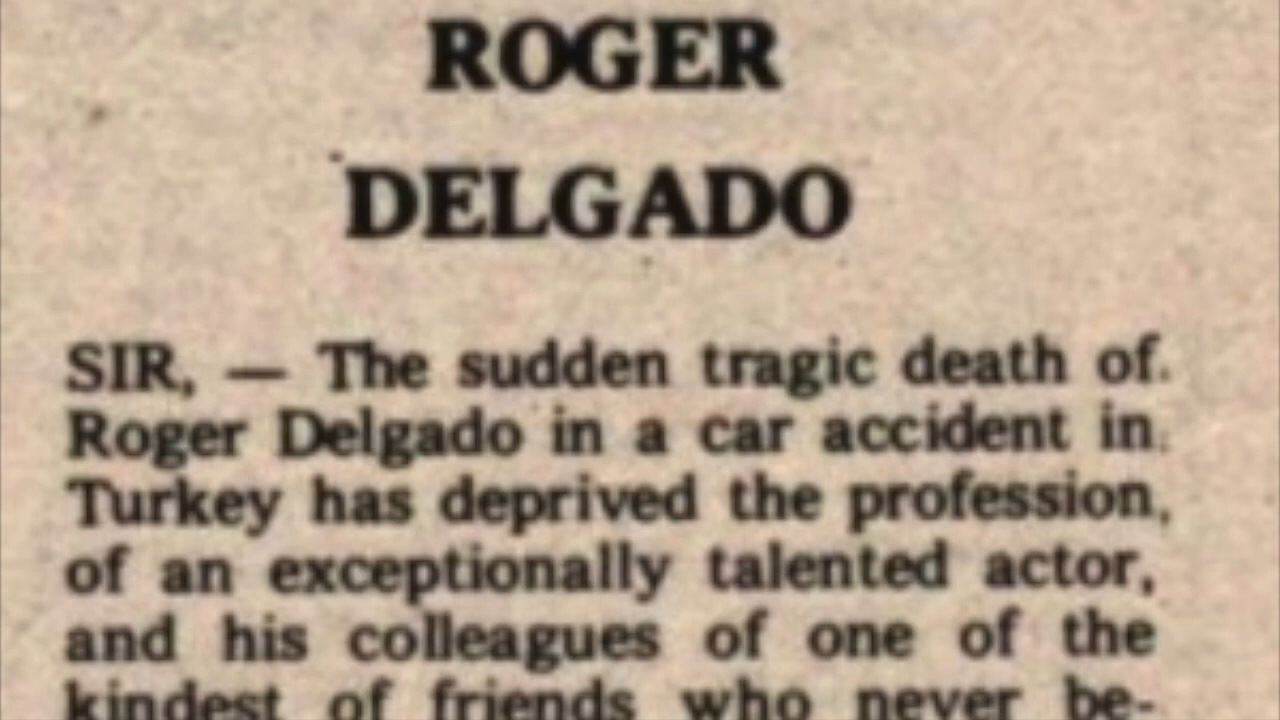 ROGER
DELGADO
SIR, — The sudden tragic death of
Roger Delgado in a car accident in
Turkey has deprived the profession,
of an exceptionally talented actor,
and his colleagues of one of the
kindest of friends who never be-